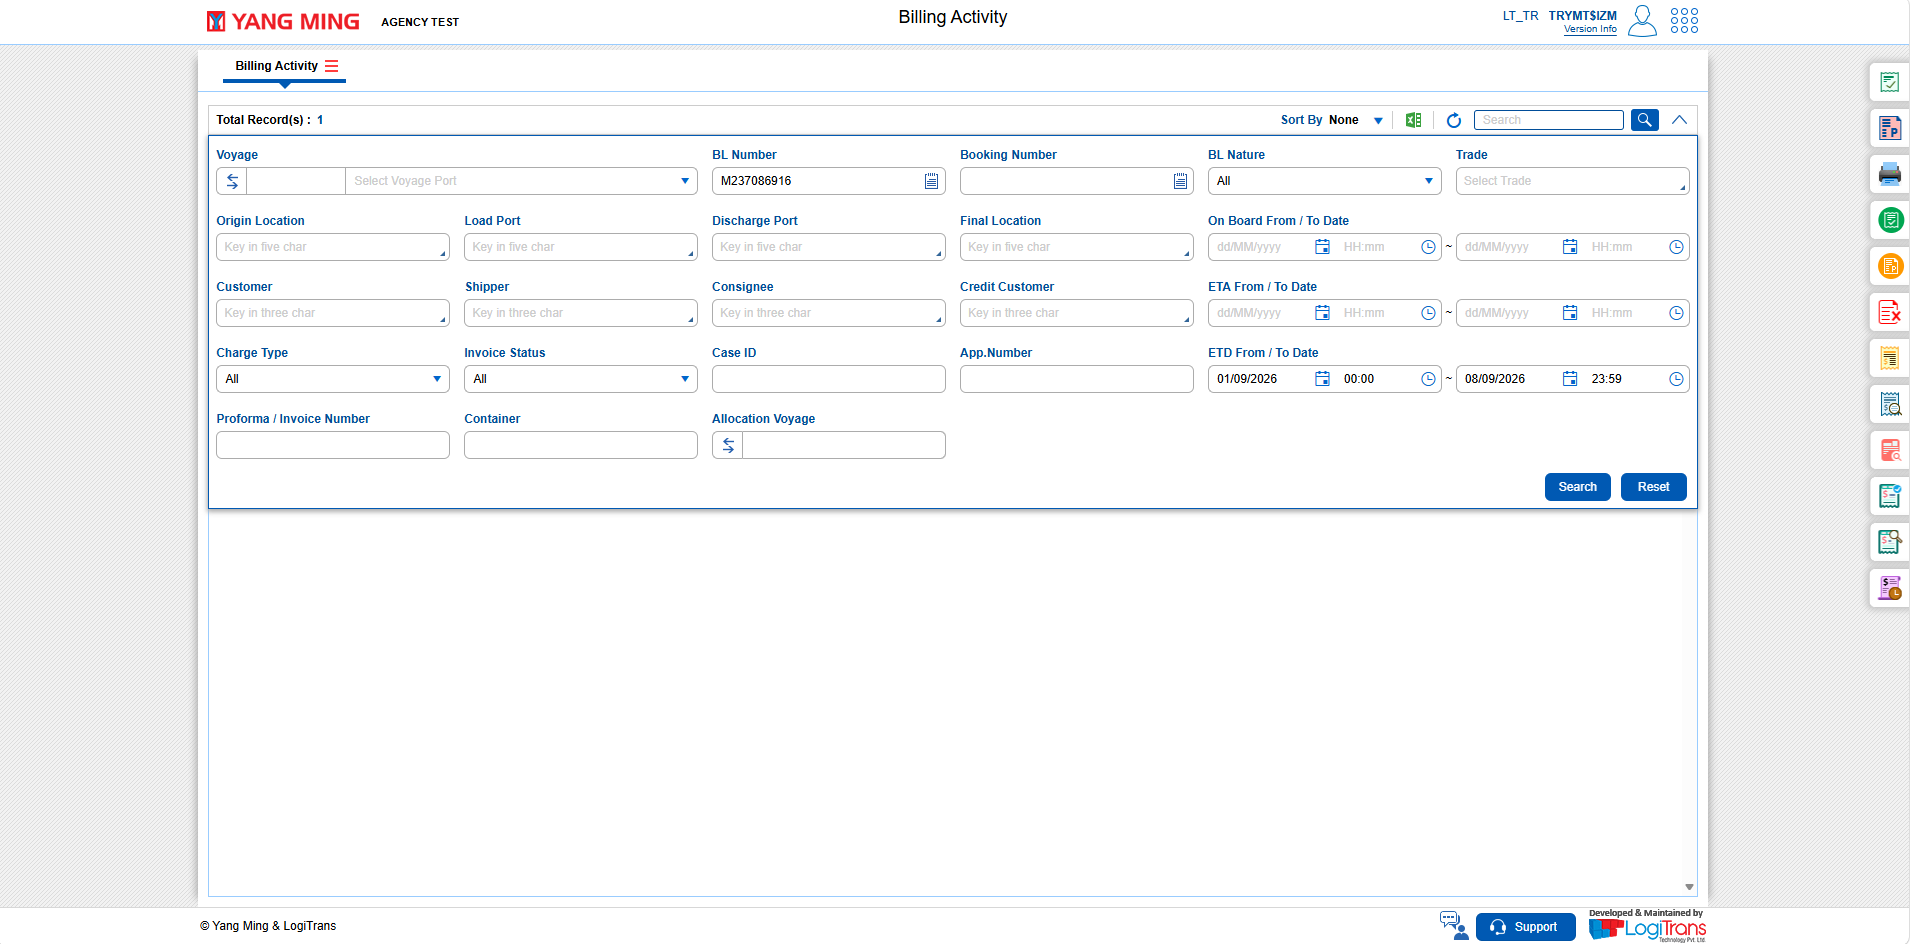 YANG MING AGENCY TEST
Billing Activity
LT_TR TRYMT$IZM
Version Info
Billing Activity
Total Record(s) : 1
Sort By None
Search
Voyage BL Number Booking Number BL Nature Trade
Select Voyage Port M237086916 All Select Trade
Origin Location Load Port Discharge Port Final Location On Board From / To Date
Key in five char Key in five char Key in five char Key in five char dd/MM/yyyy HH:mm ~ dd/MM/yyyy HH:mm
Customer Shipper Consignee Credit Customer ETA From / To Date
Key in three char Key in three char Key in three char Key in three char dd/MM/yyyy HH:mm ~ dd/MM/yyyy HH:mm
Charge Type Invoice Status Case ID App.Number ETD From / To Date
All All 01/09/2026 00:00 ~ 08/09/2026 23:59
Proforma / Invoice Number Container Allocation Voyage
Search Reset
© Yang Ming & LogiTrans
Support
Developed & Maintained by
LogiTrans
Technology Pvt. Ltd.